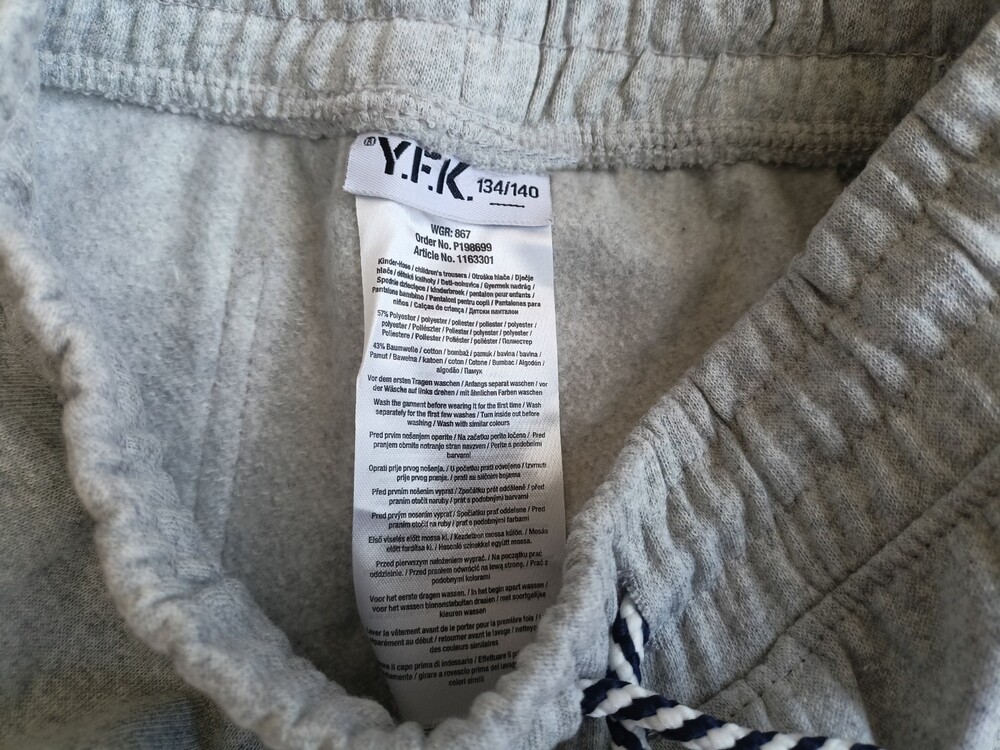 ® Y.F.K. 134/140
WGR: 867
Order No. P198699
Article No. 1163301
Kinder-Hose / children's trousers / Otroške hlače / Dječje
hlače / dětské kalhoty / Deti-nohavice / Gyermek nadrág /
Spodnie dziecięce / kinderbroek / pantalon pour enfants /
Pantalone bambino / Pantaloni pentru copii / Pantalones para
niños / Calças de criança / Детски панталон
57% Polyester / polyester / poliester / poliester / polyester /
polyester / Poliészter / Poliester / polyester / polyester /
Poliestere / Poliester / Poliéster / poliéster / Полиестер
43% Baumwolle / cotton / bombaž / pamuk / bavlna / bavlna /
Pamut / Bawełna / katoen / coton / Cotone / Bumbac / Algodón /
algodão / Памук
Vor dem ersten Tragen waschen / Anfangs separat waschen / vor
der Wäsche auf links drehen / mit ähnlichen Farben waschen
Wash the garment before wearing it for the first time / Wash
separately for the first few washes / Turn inside out before
washing / Wash with similar colours
Pred prvim nošenjem operite / Na začetku perite ločeno / Pred
pranjem obrnite notranjo stran navzven / Perite s podobnimi
barvami
Oprati prije prvog nošenja. / U početku prati odvojeno / Izvrnuti
prije prvog pranja. / prati sa sličnim bojama
Před prvním nošením vyprat / Zpočátku prát odděleně / před
praním otočit naruby / prát s podobnými barvami
Pred prvým nosením vyprať / Spočiatku prať oddelene / pred
praním otočiť na ruby / prať s podobnými farbami
Első viselés előtt mossa ki. / Kezdetben mossa külön. / Mosás
előtt fordítsa ki. / Hasonló színekkel együtt mossa.
Przed pierwszym nałożeniem wyprać. / Na początku prać
oddzielnie. / Przed praniem odwrócić na lewą stronę. / Prać z
podobnymi kolorami
Voor het eerste dragen wassen. / In het begin apart wassen /
voor het wassen binnenstebuiten draaien / met soortgelijke
kleuren wassen
laver le vêtement avant de le porter pour la première fois /
séparément au début / retourner avant le lavage / nettoye
des couleurs similaires
il capo prima di indossarlo / Effettuare il
/ girare a rovescio prima del
colori simili